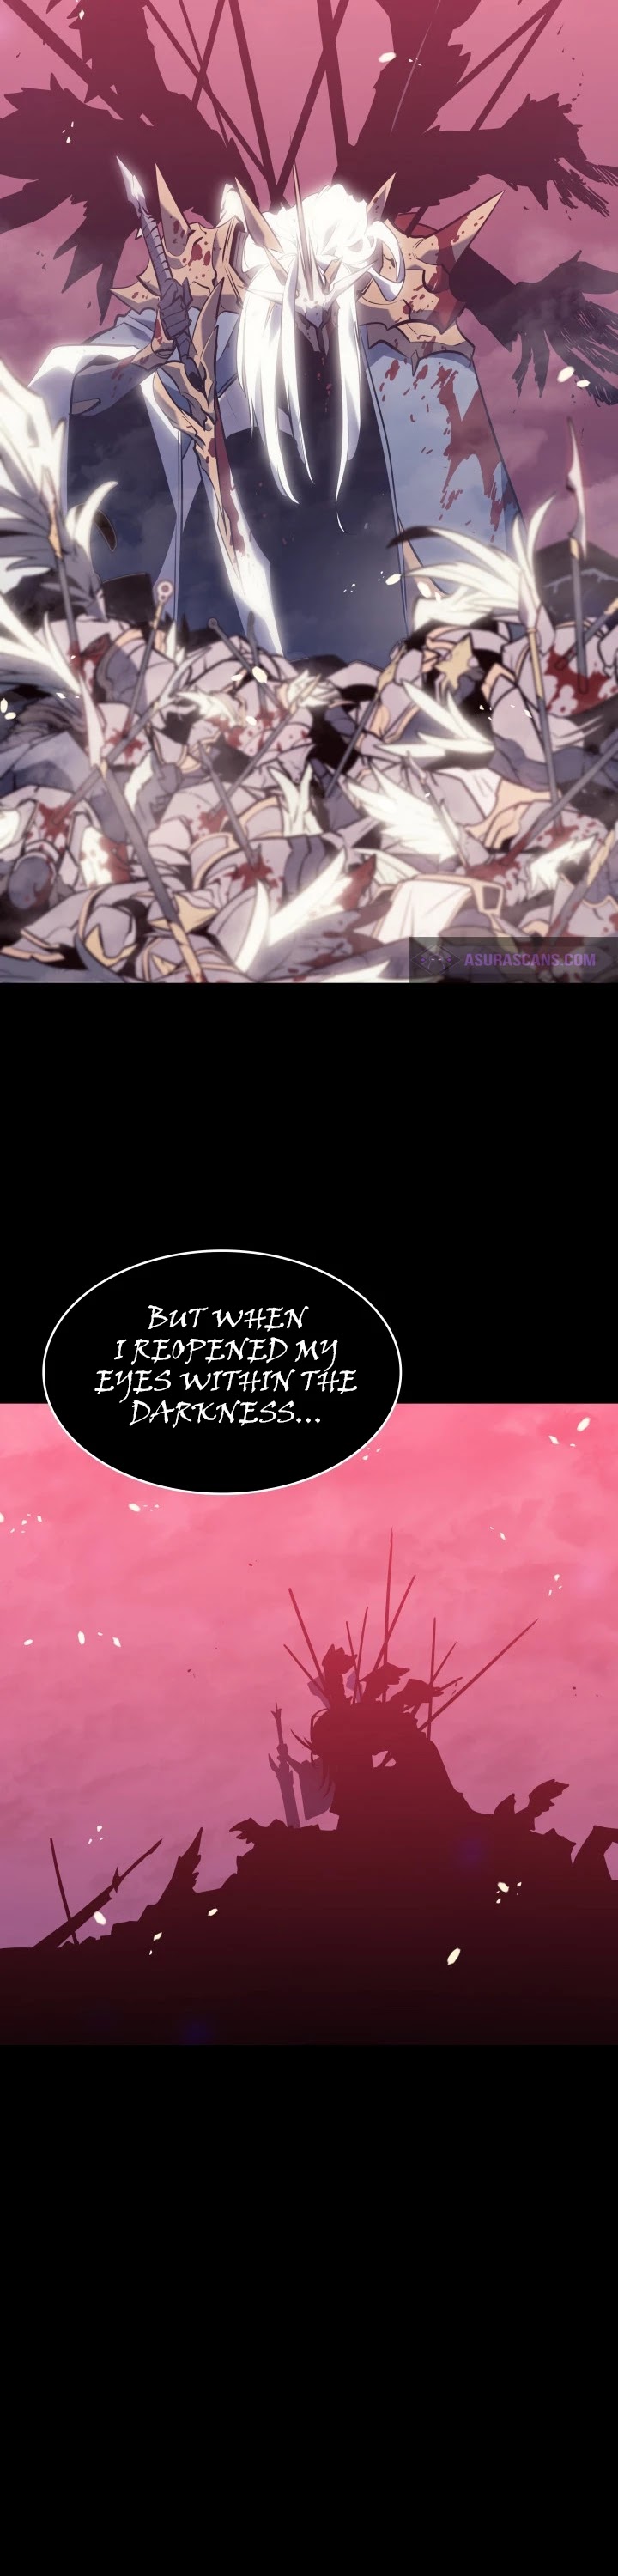 ASURASCANS.COM
BUT WHEN
I REOPENED MY
EYES WITHIN THE
DARKNESS...